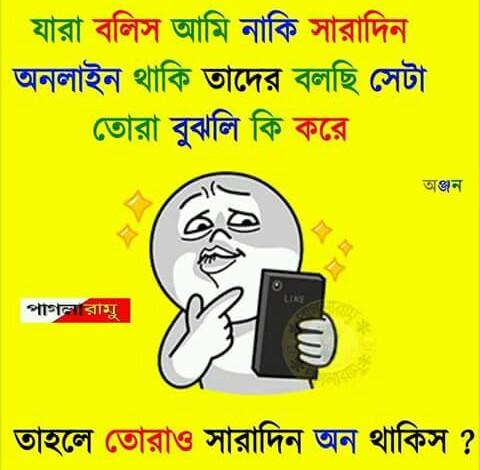 যারা বলিস আমি নাকি সারাদিন
অনলাইন থাকি তাদের বলছি সেটা
তোরা বুঝলি কি করে
অঞ্জন
LINE
পাগলা রামু
তাহলে তোরাও সারাদিন অন থাকিস ?